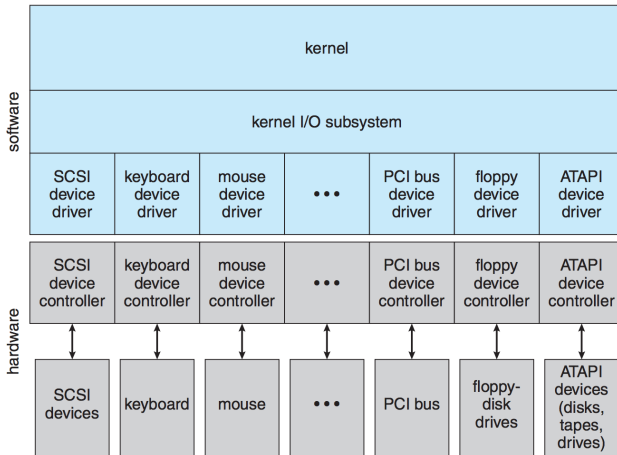 software
kernel
kernel I/O subsystem
SCSI
device
driver
keyboard
device
driver
mouse
device
driver
•••
PCI bus
device
driver
floppy
device
driver
ATAPI
device
driver
hardware
SCSI
device
controller
keyboard
device
controller
mouse
device
controller
•••
PCI bus
device
controller
floppy
device
controller
ATAPI
device
controller
SCSI
devices
keyboard
mouse
•••
PCI bus
floppy-
disk
drives
ATAPI
devices
(disks,
tapes,
drives)